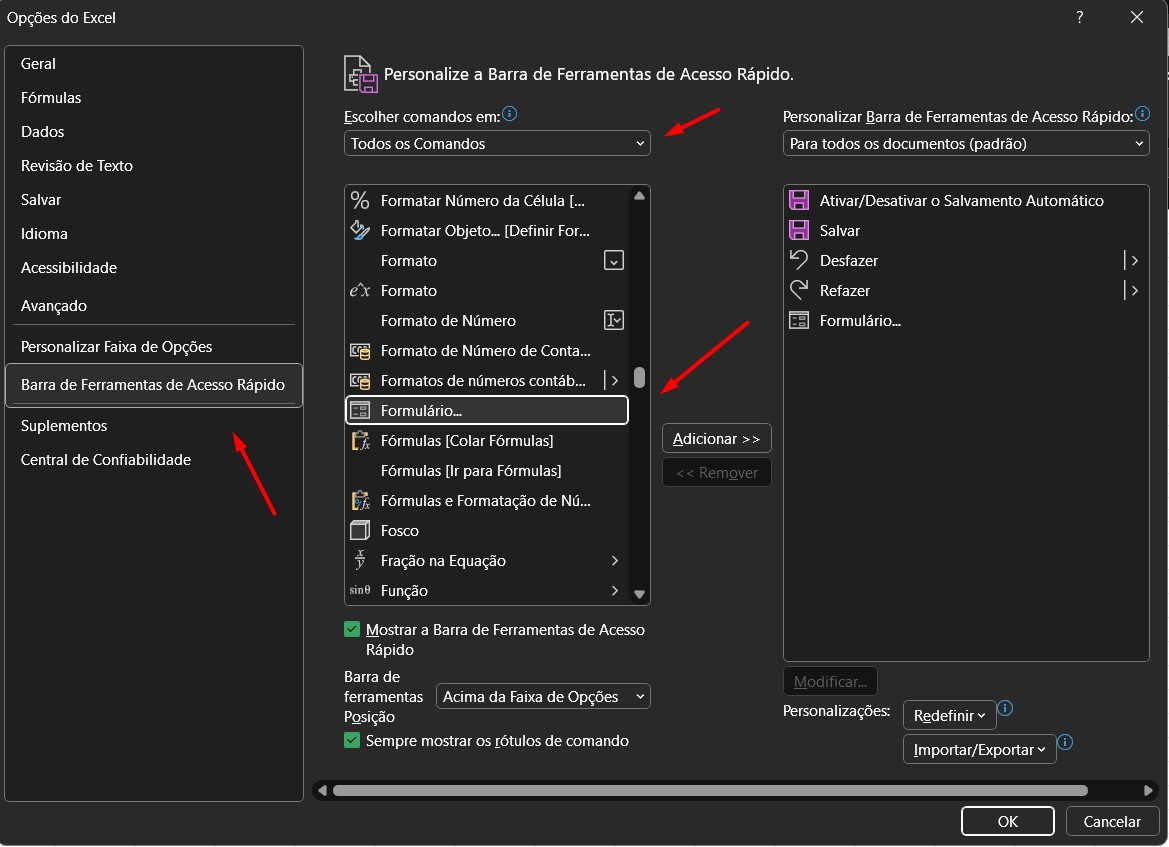 Opções do Excel
?
Geral
Fórmulas
Dados
Revisão de Texto
Salvar
Idioma
Acessibilidade
Avançado
Personalizar Faixa de Opções
Barra de Ferramentas de Acesso Rápido
Suplementos
Central de Confiabilidade
Personalize a Barra de Ferramentas de Acesso Rápido.
Escolher comandos em:
Todos os Comandos
% Formatar Número da Célula [...
Formatar Objeto... [Definir For...
Formato
eˣ Formato
Formato de Número
Formato de Número de Conta...
Formatos de números contáb...
Formulário...
Fórmulas [Colar Fórmulas]
Fórmulas [Ir para Fórmulas]
Fórmulas e Formatação de Nú...
Fosco
x/y Fração na Equação
sinθ Função
Adicionar >>
<< Remover
Mostrar a Barra de Ferramentas de Acesso
Rápido
Barra de
ferramentas
Posição
Acima da Faixa de Opções
Sempre mostrar os rótulos de comando
Personalizar Barra de Ferramentas de Acesso Rápido:
Para todos os documentos (padrão)
Ativar/Desativar o Salvamento Automático
Salvar
Desfazer
Refazer
Formulário...
Modificar...
Personalizações:
Redefinir
Importar/Exportar
OK
Cancelar